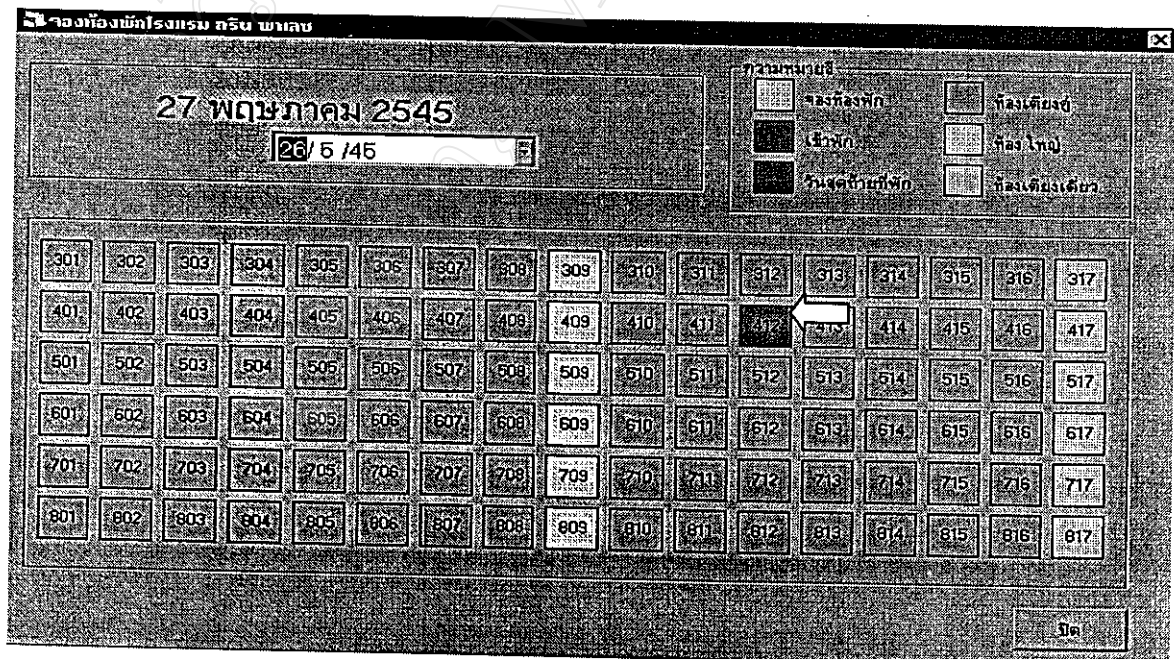 จองห้องพักโรงแรม ดริน พาเลซ
27 พฤษภาคม 2545
26/ 5 /45
ความหมายสี
จองห้องพัก ห้องเตียงคู่
เข้าพัก ห้อง ใหญ่
วันสุดท้ายที่พัก ห้องเตียงเดียว
301 302 303 304 305 306 307 308 309 310 311 312 313 314 315 316 317
401 402 403 404 405 406 407 408 409 410 411 412 413 414 415 416 417
501 502 503 504 505 506 507 508 509 510 511 512 513 514 515 516 517
601 602 603 604 605 606 607 608 609 610 611 612 613 614 615 616 617
701 702 703 704 705 706 707 708 709 710 711 712 713 714 715 716 717
801 802 803 804 805 806 807 808 809 810 811 812 813 814 815 816 817
ปิด